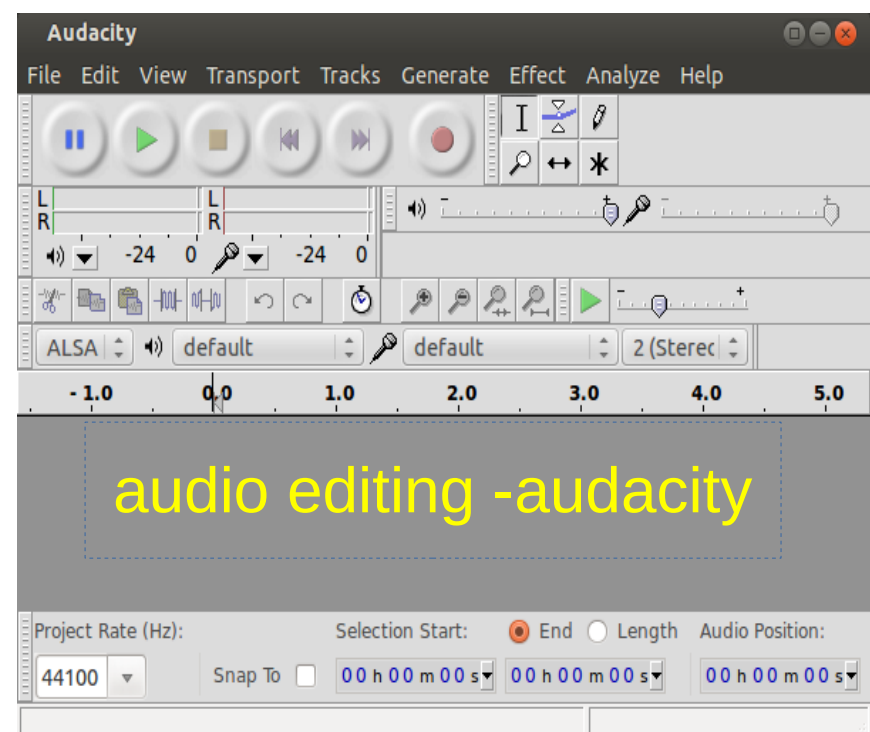 Audacity
File Edit View Transport Tracks Generate Effect Analyze Help
L L
R R
-24 0 -24 0
- + - +
- +
ALSA default default 2 (Sterec
- 1.0 0.0 1.0 2.0 3.0 4.0 5.0
audio editing -audacity
Project Rate (Hz): Selection Start: End Length Audio Position:
44100 Snap To 00 h 00 m 00 s 00 h 00 m 00 s 00 h 00 m 00 s